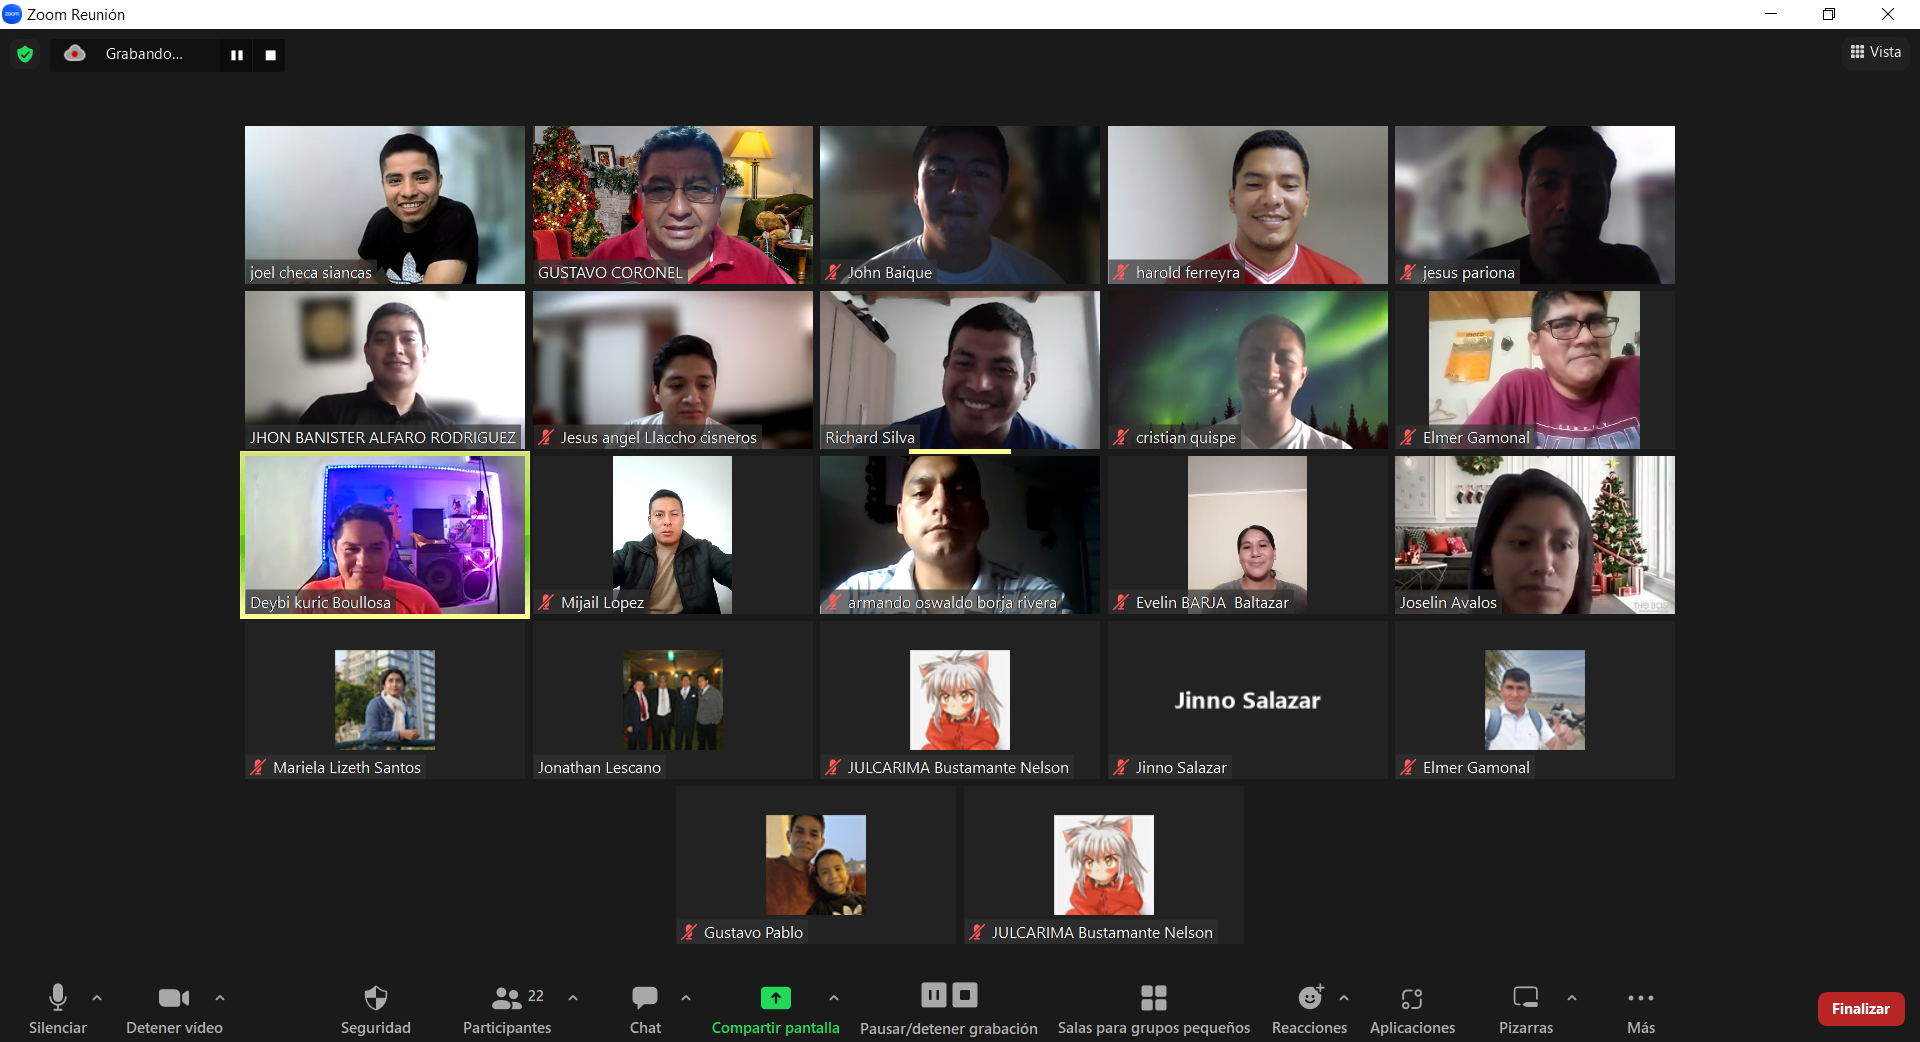 Zoom Reunión
Grabando...
Vista
joel checa siancas
GUSTAVO CORONEL
John Baique
harold ferreyra
jesus pariona
JHON BANISTER ALFARO RODRIGUEZ
Jesus angel Llaccho cisneros
Richard Silva
cristian quispe
Elmer Gamonal
Deybi kuric Boullosa
Mijail Lopez
armando oswaldo borja rivera
Evelin BARJA Baltazar
Joselin Avalos
Mariela Lizeth Santos
Jonathan Lescano
JULCARIMA Bustamante Nelson
Jinno Salazar
Jinno Salazar
Elmer Gamonal
Gustavo Pablo
JULCARIMA Bustamante Nelson
22
Silenciar
Detener vídeo
Seguridad
Participantes
Chat
Compartir pantalla
Pausar/detener grabación
Salas para grupos pequeños
Reacciones
Aplicaciones
Pizarras
Más
Finalizar